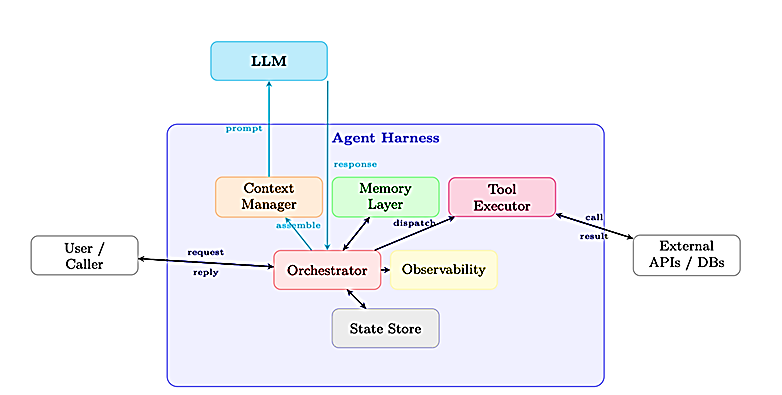 LLM
prompt
Agent Harness
response
Context
Manager
Memory
Layer
Tool
Executor
assemble
dispatch
call
result
User /
Caller
request
reply
Orchestrator
Observability
External
APIs / DBs
State Store